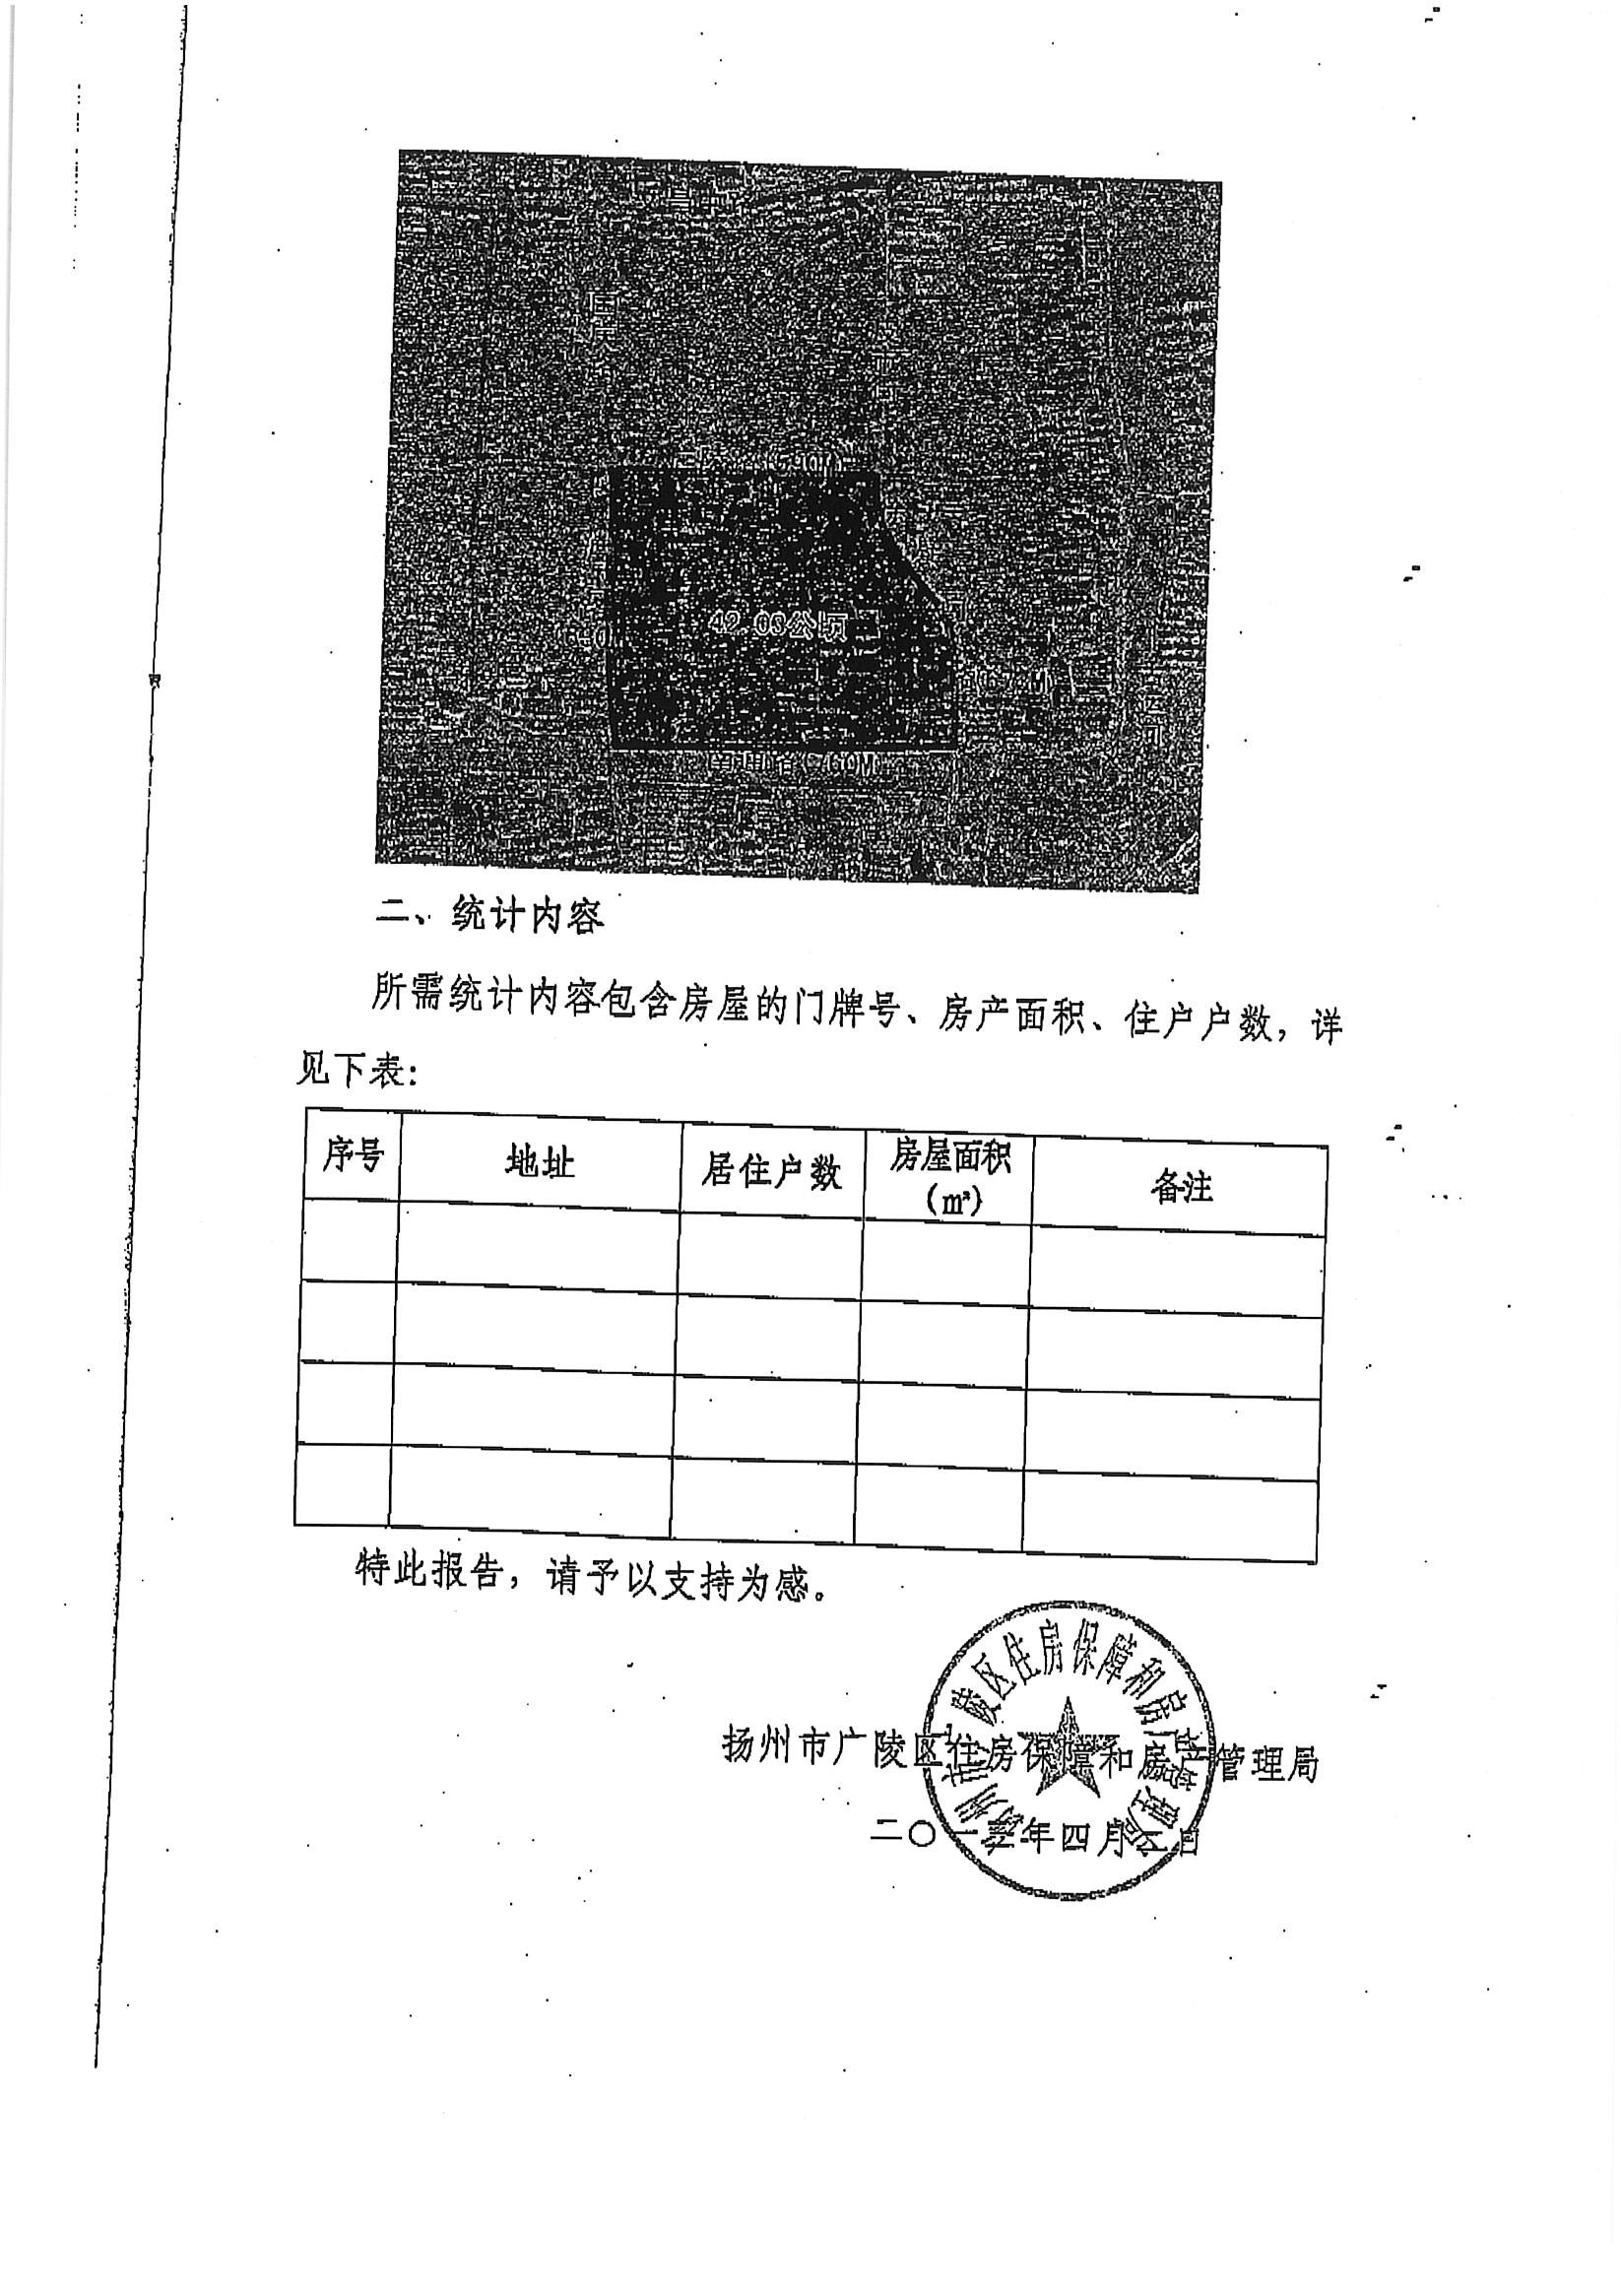 42.03公顷
二、统计内容
所需统计内容包含房屋的门牌号、房产面积、住户户数，详
见下表：
序号 地址 居住户数 房屋面积（㎡） 备注
特此报告，请予以支持为感。
扬州市广陵区住房保障和房产管理局
扬州市广陵区住房保障和房产管理局
二〇一 年四月 日